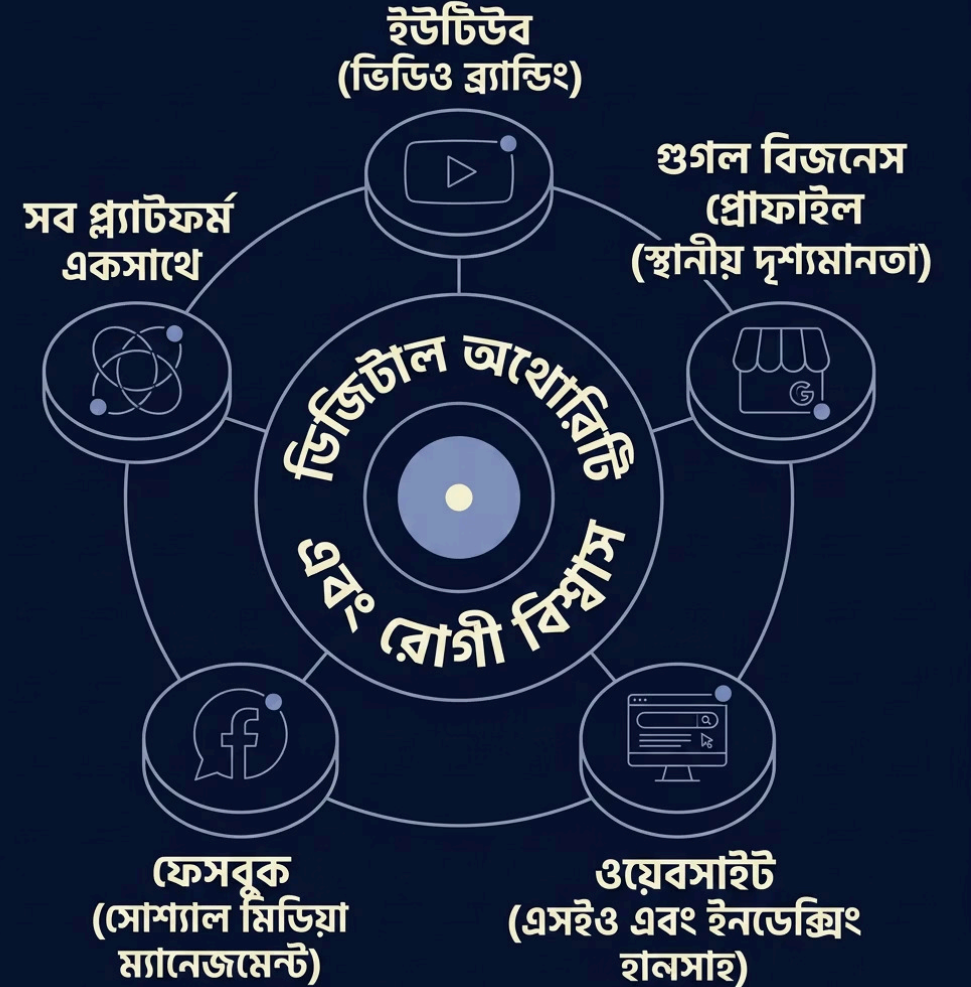 ইউটিউব
(ভিডিও ব্র্যান্ডিং)
গুগল বিজনেস
প্রোফাইল
(স্থানীয় দৃশ্যমানতা)
সব প্ল্যাটফর্ম
একসাথে
ডিজিটাল অথোরিটি
এবং রোগী বিশ্বাস
ফেসবুক
(সোশ্যাল মিডিয়া
ম্যানেজমেন্ট)
ওয়েবসাইট
(এসইও এবং ইনডেক্সিং
হালসাহ)